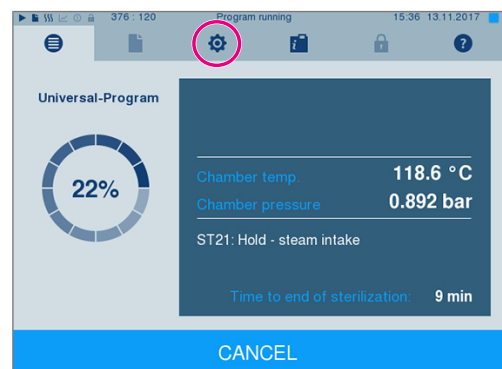 376 : 120 Program running 15:36 13.11.2017
i ?
Universal-Program
22%
Chamber temp. 118.6 °C
Chamber pressure 0.892 bar
ST21: Hold - steam intake
Time to end of sterilization: 9 min
CANCEL